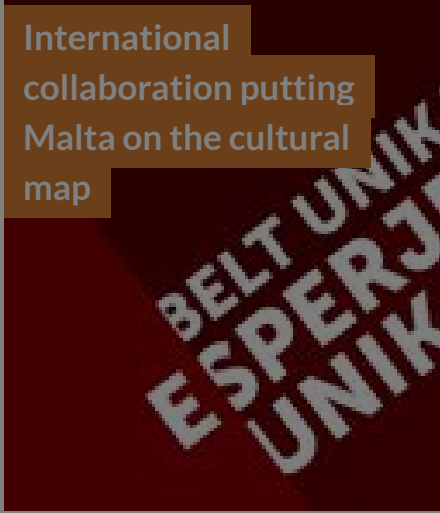 International
collaboration putting
Malta on the cultural
map
BELT UNIK
ESPERJ
UNIK